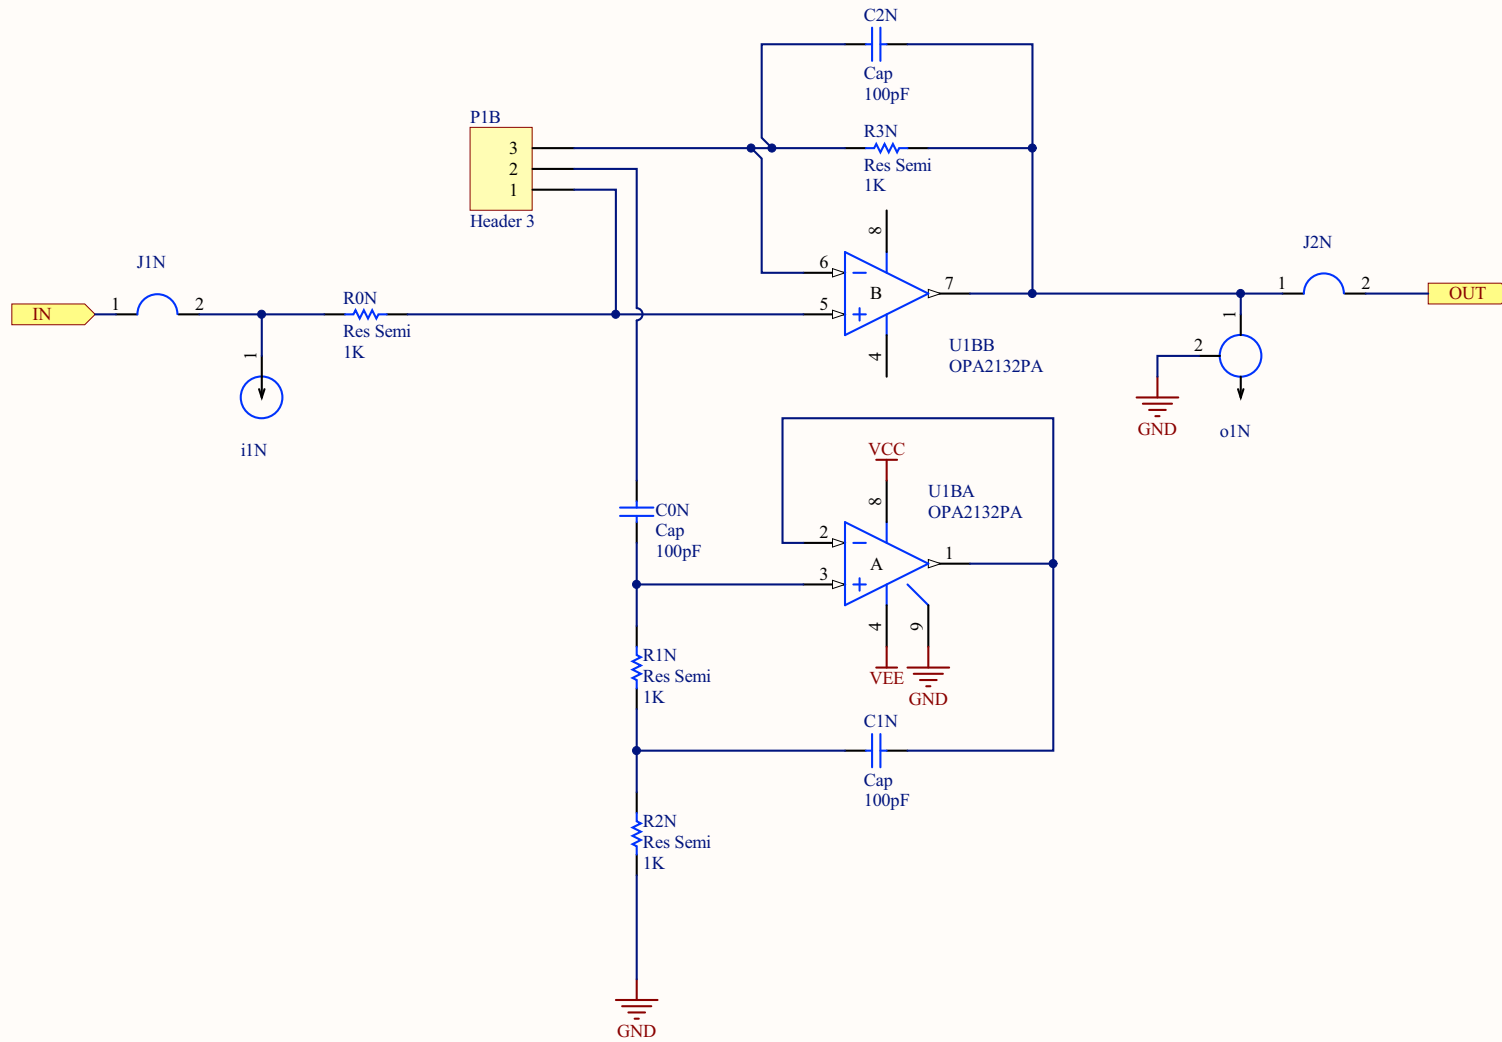 C2N
Cap
100pF
P1B
3
2
1
Header 3
R3N
Res Semi
1K
8
6
5
B
7
4
U1BB
OPA2132PA
J1N
IN
1
2
R0N
Res Semi
1K
1
i1N
J2N
1
2
OUT
1
2
GND
o1N
VCC
8
U1BA
OPA2132PA
C0N
Cap
100pF
2
3
A
1
4
9
VEE
GND
R1N
Res Semi
1K
C1N
Cap
100pF
R2N
Res Semi
1K
GND